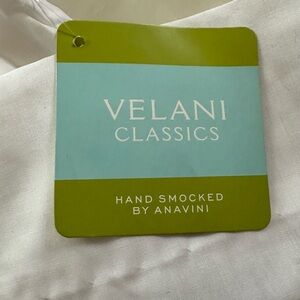 VELANI
CLASSICS
HAND SMOCKED
BY ANAVINI